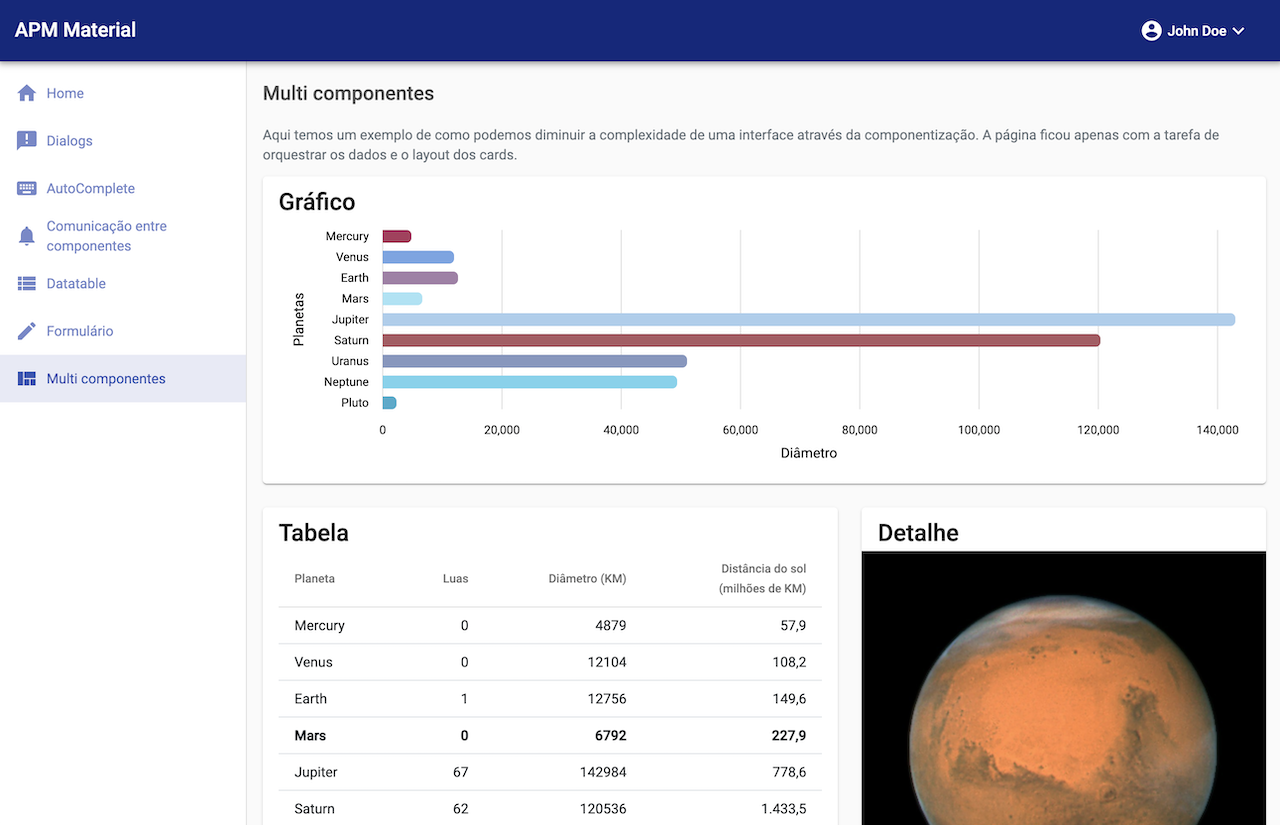 APM Material
John Doe
Home
Dialogs
AutoComplete
Comunicação entre
componentes
Datatable
Formulário
Multi componentes
Multi componentes
Aqui temos um exemplo de como podemos diminuir a complexidade de uma interface através da componentização. A página ficou apenas com a tarefa de
orquestrar os dados e o layout dos cards.
Gráfico
Planetas
Mercury
Venus
Earth
Mars
Jupiter
Saturn
Uranus
Neptune
Pluto
0 20,000 40,000 60,000 80,000 100,000 120,000 140,000
Diâmetro
Tabela
Planeta Luas Diâmetro (KM) Distância do sol
(milhões de KM)
Mercury 0 4879 57,9
Venus 0 12104 108,2
Earth 1 12756 149,6
Mars 0 6792 227,9
Jupiter 67 142984 778,6
Saturn 62 120536 1.433,5
Detalhe